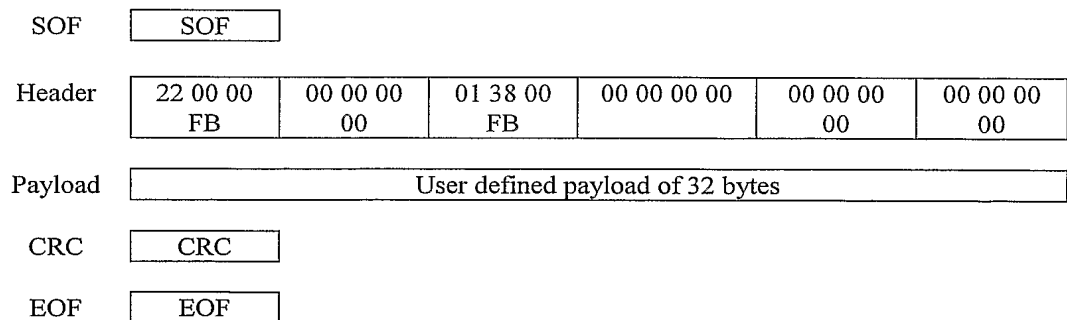 SOF SOF
Header 22 00 00 00 00 00 01 38 00 00 00 00 00 00 00 00 00 00 00
FB 00 FB 00 00
Payload User defined payload of 32 bytes
CRC CRC
EOF EOF